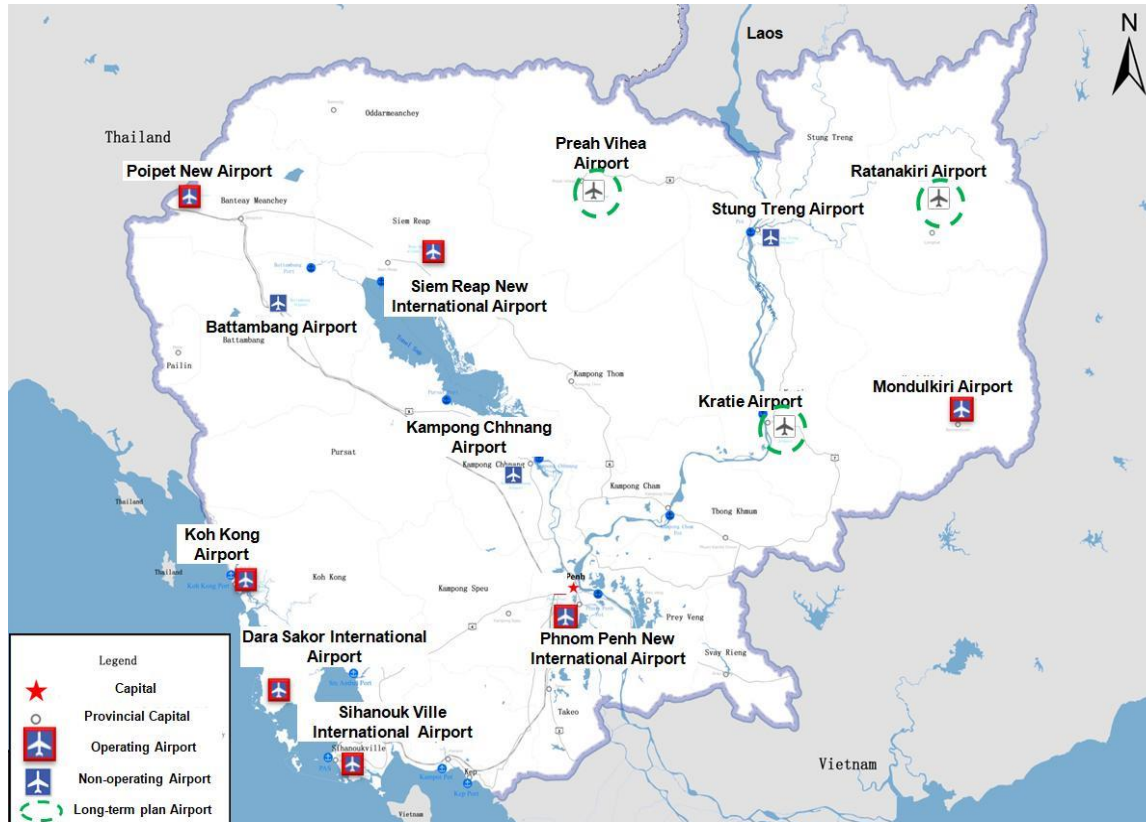 N
Laos
Thailand
Oddarmeanchey
Preah Vihea
Airport
Stung Treng
Ratanakiri Airport
Poipet New Airport
Banteay Meanchey
Siem Reap
Stung Treng Airport
Battambang
Port
Siem Reap New
International Airport
Battambang Airport
Battambang
Pailin
Kampong Thom
Mondulkiri Airport
Kratie Airport
Kampong Chhnang
Airport
Pursat
Kampong Chhnang
Kampong Cham
Tbong Khmum
Thailand
Koh Kong
Airport
Thailand
Koh Kong Port
Koh Kong
Kampong Speu
Penh
Prey Veng
Phnom Penh New
International Airport
Svay Rieng
Dara Sakor International
Airport
Takeo
Sihanouk Ville
International Airport
Sihanoukville
PAS
Kampot Port
Kep
Kep Port
Vietnam
Vietnam
Legend
Capital
Provincial Capital
Operating Airport
Non-operating Airport
Long-term plan Airport